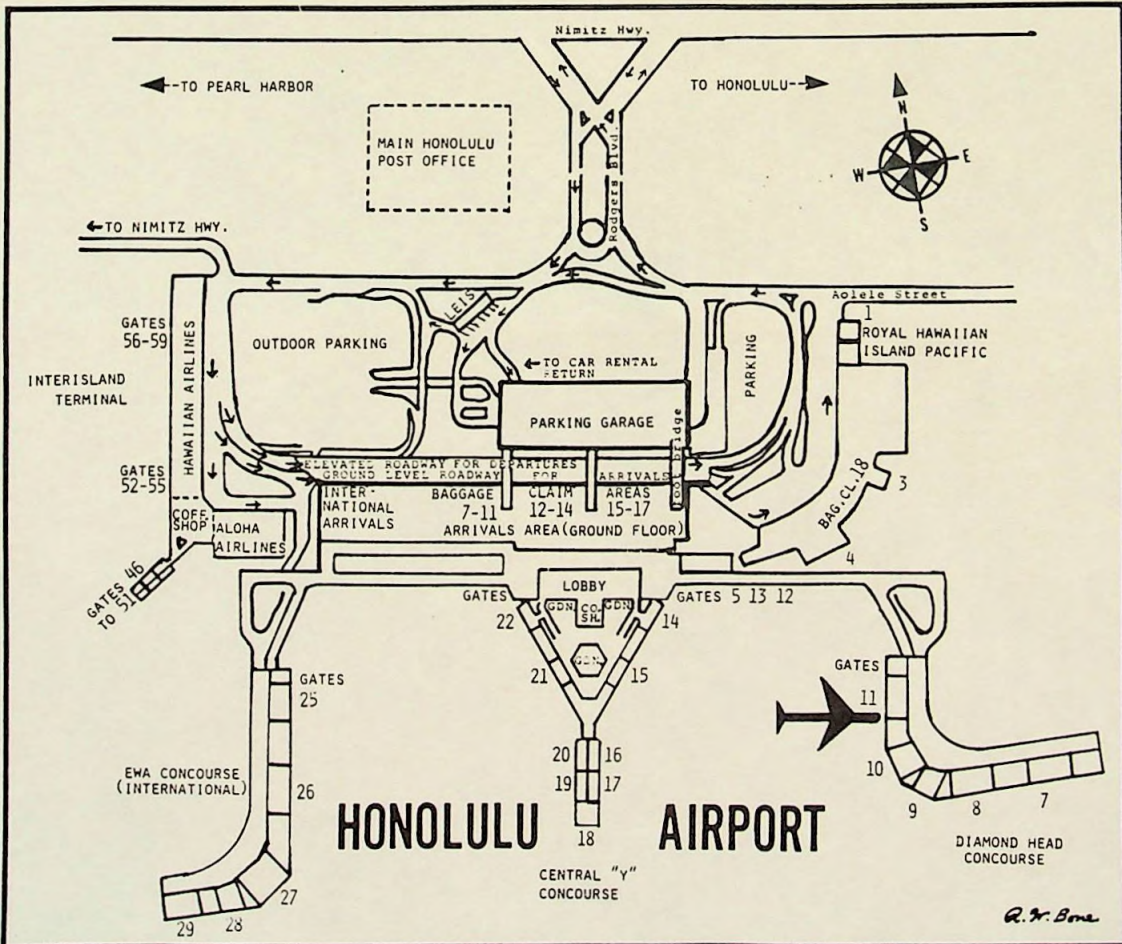 Nimitz Hwy.
←--TO PEARL HARBOR
TO HONOLULU--→
MAIN HONOLULU
POST OFFICE
Rodgers Blvd.
N
W
E
S
←TO NIMITZ HWY.
Aolele Street
LEIS
1
ROYAL HAWAIIAN
ISLAND PACIFIC
GATES
56-59
HAWAIIAN AIRLINES
OUTDOOR PARKING
←TO CAR RENTAL
RETURN
PARKING
INTERISLAND
TERMINAL
PARKING GARAGE
Foot bridge
GATES
52-55
ELEVATED ROADWAY FOR DEPARTURES
GROUND LEVEL ROADWAY FOR ARRIVALS
BAG.CL.18
3
INTER-
NATIONAL
ARRIVALS
BAGGAGE CLAIM AREAS
7-11 12-14 15-17
ARRIVALS AREA(GROUND FLOOR)
COFF.
SHOP
ALOHA
AIRLINES
4
GATES 46
TO 51
GATES
22
LOBBY
GDN.
CO.
SH.
GDN.
GDN.
GATES 5 13 12
14
21
15
GATES
25
GATES
11
20
16
19
17
18
10
9
8
7
EWA CONCOURSE
(INTERNATIONAL)
26
HONOLULU AIRPORT
CENTRAL "Y"
CONCOURSE
DIAMOND HEAD
CONCOURSE
27
28
29
R.W. Bone